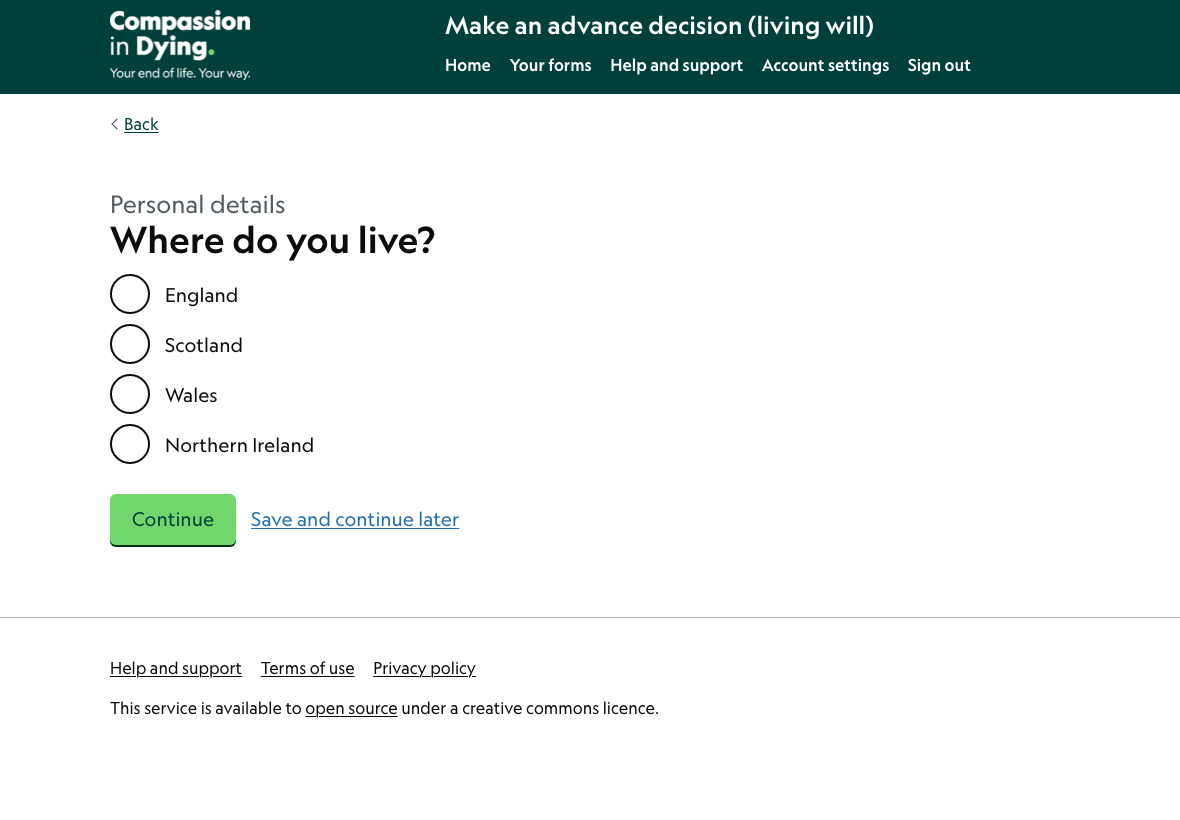 Compassion
in Dying.
Your end of life. Your way.
Make an advance decision (living will)
Home Your forms Help and support Account settings Sign out
Back
Personal details
Where do you live?
England
Scotland
Wales
Northern Ireland
Continue Save and continue later
Help and support Terms of use Privacy policy
This service is available to open source under a creative commons licence.